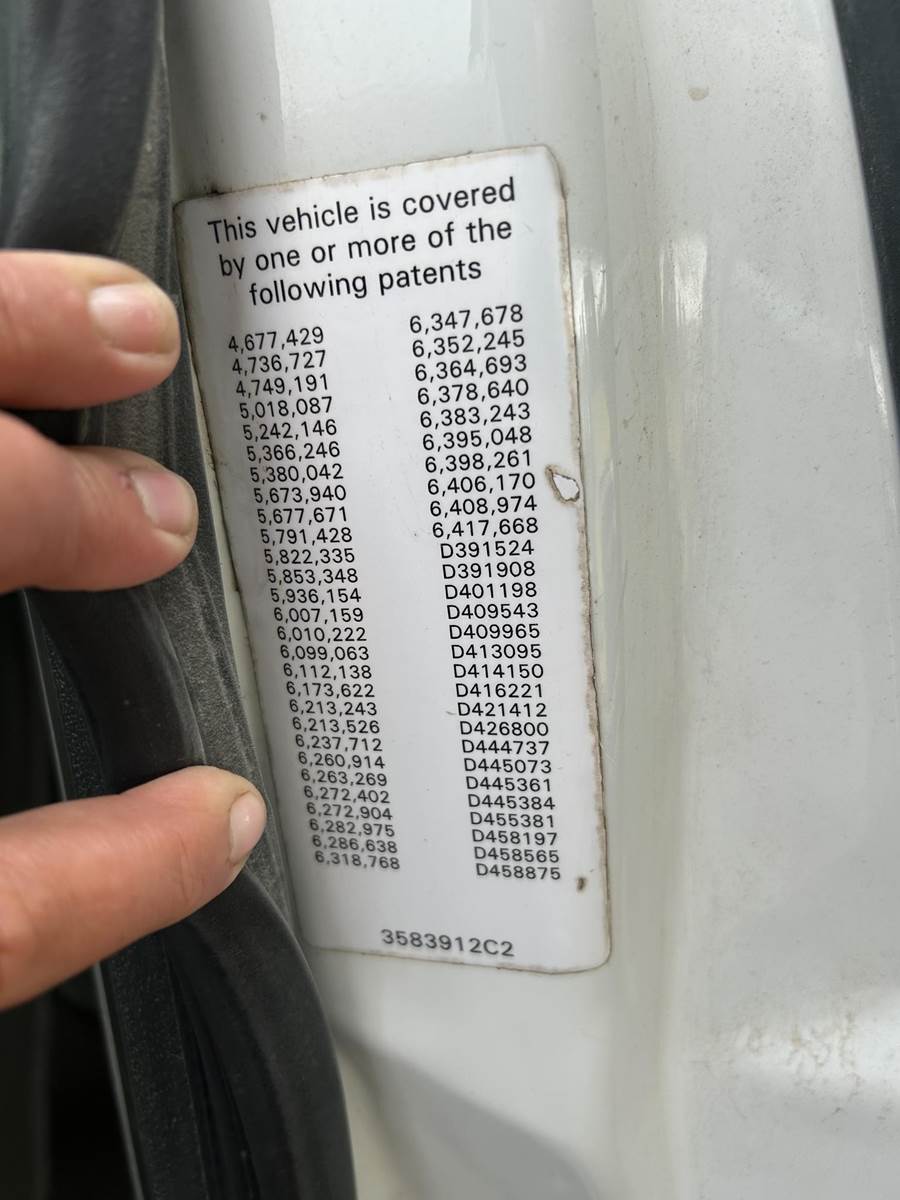 This vehicle is covered
by one or more of the
following patents
4,677,429
4,736,727
4,749,191
5,018,087
5,242,146
5,366,246
5,380,042
5,673,940
5,677,671
5,791,428
5,822,335
5,853,348
5,936,154
6,007,159
6,010,222
6,099,063
6,112,138
6,173,622
6,213,243
6,213,526
6,237,712
6,260,914
6,263,269
6,272,402
6,272,904
6,282,975
6,286,638
6,318,768
6,347,678
6,352,245
6,364,693
6,378,640
6,383,243
6,395,048
6,398,261
6,406,170
6,408,974
6,417,668
D391524
D391908
D401198
D409543
D409965
D413095
D414150
D416221
D421412
D426800
D444737
D445073
D445361
D445384
D455381
D458197
D458565
D458875
3583912C2